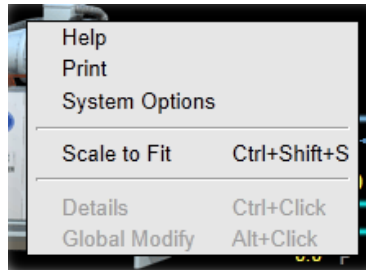 Help
Print
System Options
Scale to Fit Ctrl+Shift+S
Details Ctrl+Click
Global Modify Alt+Click
F